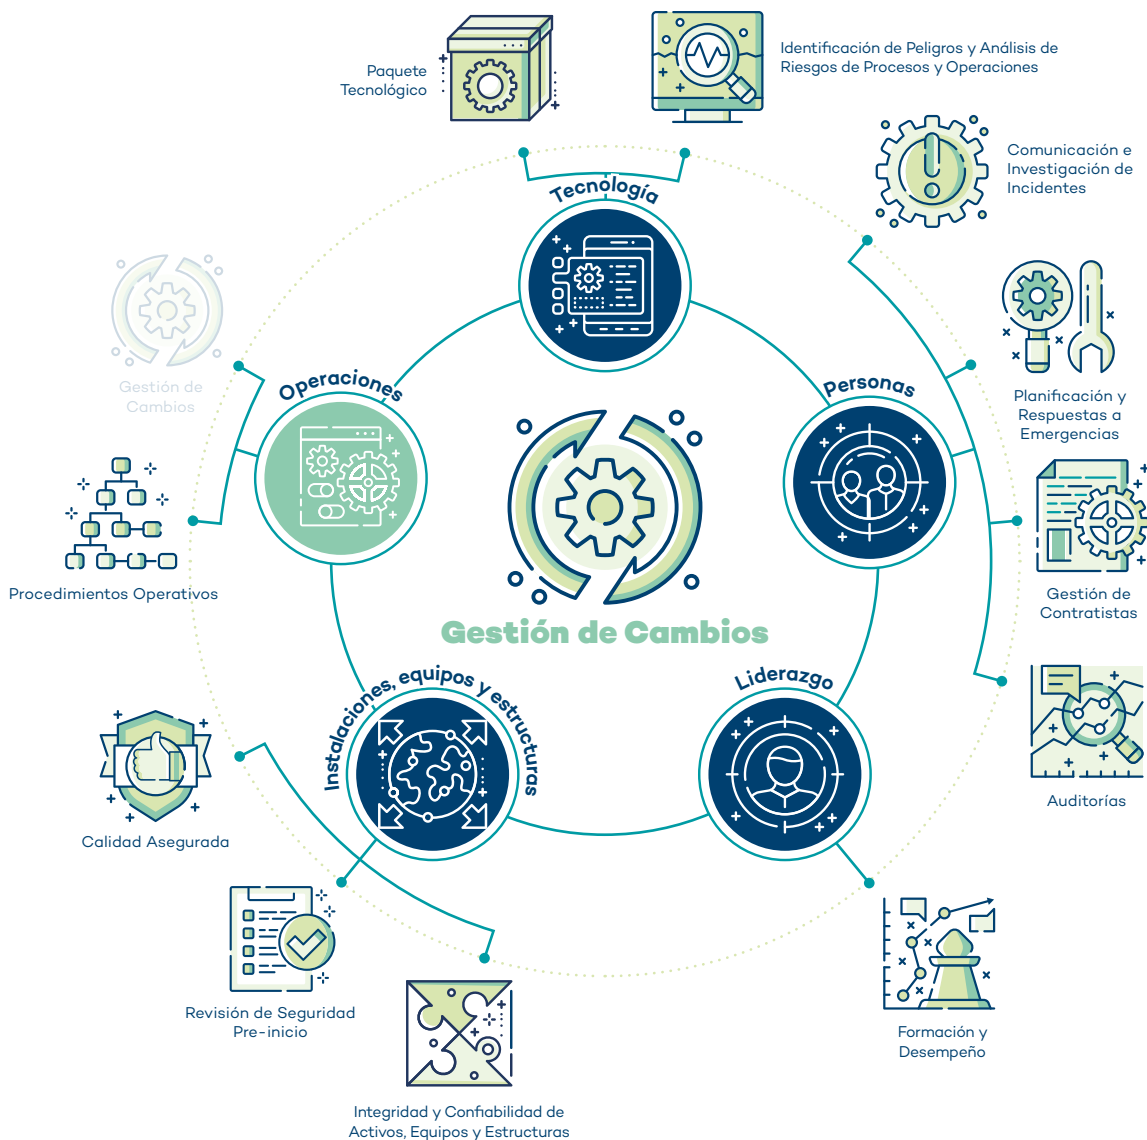 Paquete
Tecnológico
Identificación de Peligros y Análisis de
Riesgos de Procesos y Operaciones
Comunicación e
Investigación de
Incidentes
Tecnología
Gestión de
Cambios
Operaciones
Personas
Planificación y
Respuestas a
Emergencias
Procedimientos Operativos
Gestión de Cambios
Gestión de
Contratistas
Instalaciones, equipos y estructuras
Liderazgo
Auditorías
Calidad Asegurada
Revisión de Seguridad
Pre-inicio
Formación y
Desempeño
Integridad y Confiabilidad de
Activos, Equipos y Estructuras